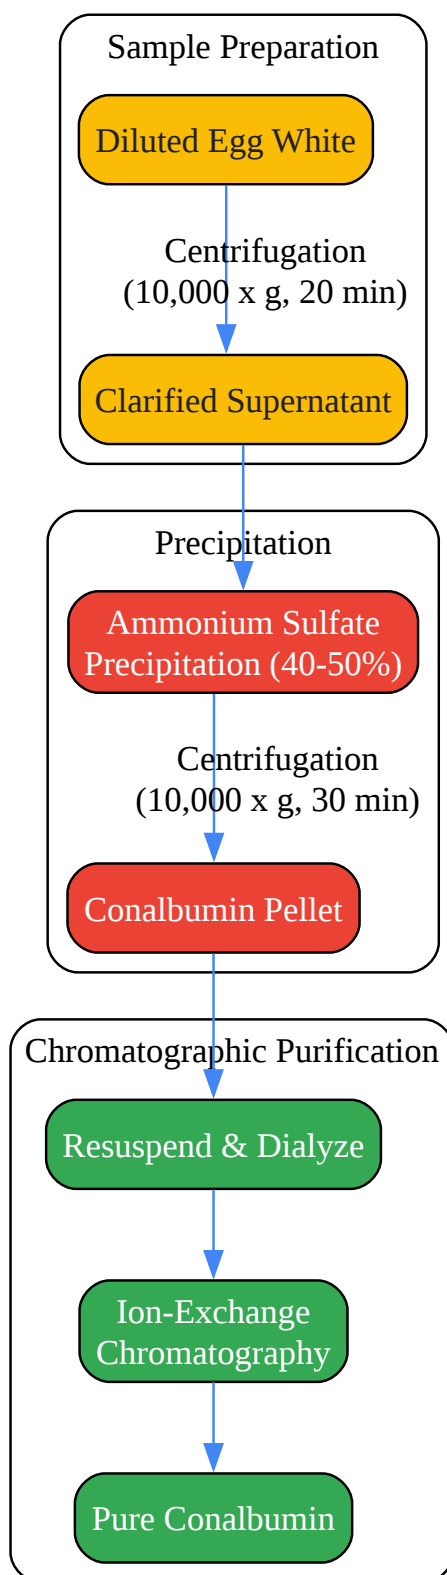 Sample Preparation
Diluted Egg White
Centrifugation
(10,000 x g, 20 min)
Clarified Supernatant
Precipitation
Ammonium Sulfate
Precipitation (40-50%)
Centrifugation
(10,000 x g, 30 min)
Conalbumin Pellet
Chromatographic Purification
Resuspend & Dialyze
Ion-Exchange
Chromatography
Pure Conalbumin